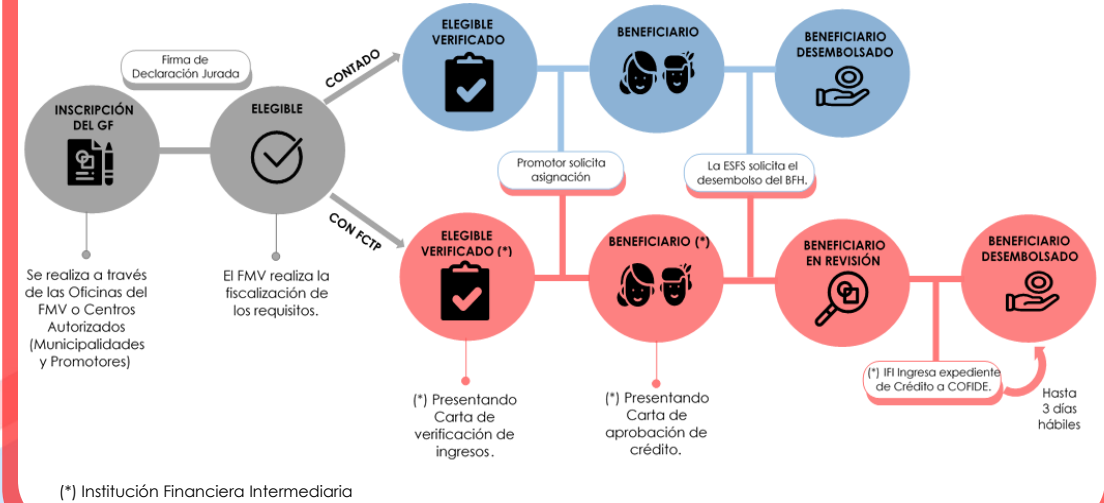 Firma de
Declaración Jurada
INSCRIPCIÓN
DEL GF
ELEGIBLE
CONTADO
CON FCTP
ELEGIBLE
VERIFICADO
BENEFICIARIO
BENEFICIARIO
DESEMBOLSADO
Promotor solicita
asignación
La ESFS solicita el
desembolso del BFH.
ELEGIBLE
VERIFICADO (*)
BENEFICIARIO (*)
BENEFICIARIO
EN REVISIÓN
BENEFICIARIO
DESEMBOLSADO
Se realiza a través
de las Oficinas del
FMV o Centros
Autorizados
(Municipalidades
y Promotores)
El FMV realiza la
fiscalización de
los requisitos.
(*) Presentando
Carta de
verificación de
ingresos.
(*) Presentando
Carta de
aprobación de
crédito.
(*) IFI Ingresa expediente
de Crédito a COFIDE.
Hasta
3 días
hábiles
(*) Institución Financiera Intermediaria